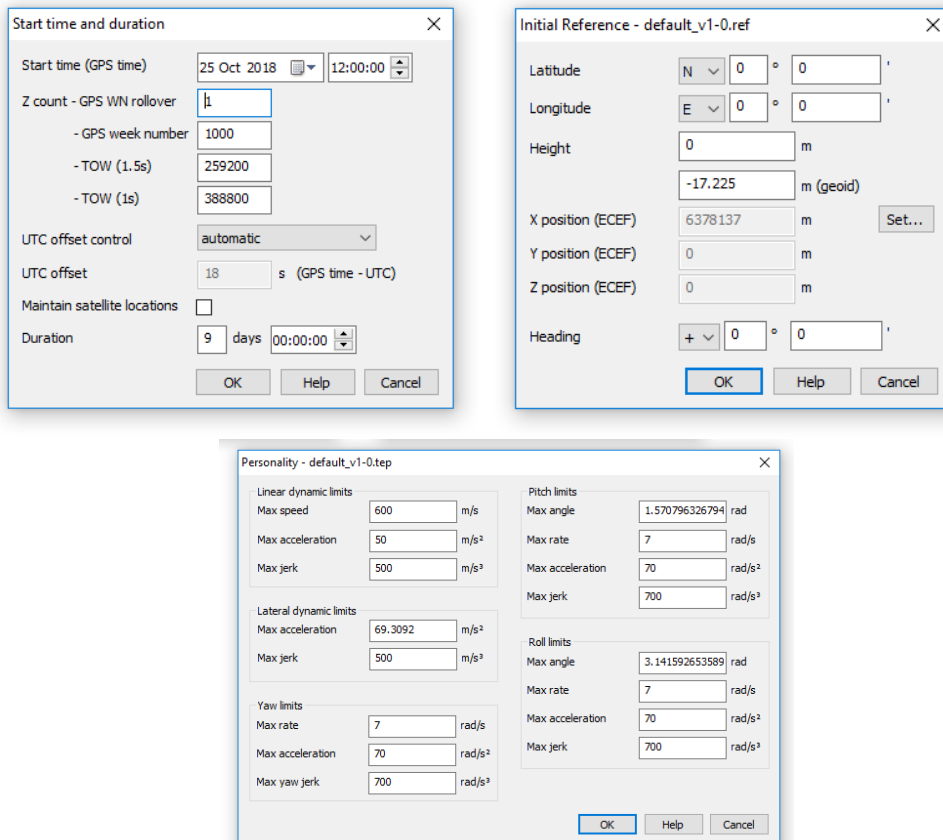 Start time and duration
Start time (GPS time) 25 Oct 2018 12:00:00
Z count - GPS WN rollover 1
- GPS week number 1000
- TOW (1.5s) 259200
- TOW (1s) 388800
UTC offset control automatic
UTC offset 18 s (GPS time - UTC)
Maintain satellite locations
Duration 9 days 00:00:00
OK Help Cancel
Initial Reference - default_v1-0.ref
Latitude N 0 ° 0 '
Longitude E 0 ° 0 '
Height 0 m
-17.225 m (geoid)
X position (ECEF) 6378137 m Set...
Y position (ECEF) 0 m
Z position (ECEF) 0 m
Heading + 0 ° 0 '
OK Help Cancel
Personality - default_v1-0.tep
Linear dynamic limits
Max speed 600 m/s
Max acceleration 50 m/s²
Max jerk 500 m/s³
Lateral dynamic limits
Max acceleration 69.3092 m/s²
Max jerk 500 m/s³
Yaw limits
Max rate 7 rad/s
Max acceleration 70 rad/s²
Max yaw jerk 700 rad/s³
Pitch limits
Max angle 1.570796326794 rad
Max rate 7 rad/s
Max acceleration 70 rad/s²
Max jerk 700 rad/s³
Roll limits
Max angle 3.141592653589 rad
Max rate 7 rad/s
Max acceleration 70 rad/s²
Max jerk 700 rad/s³
OK Help Cancel